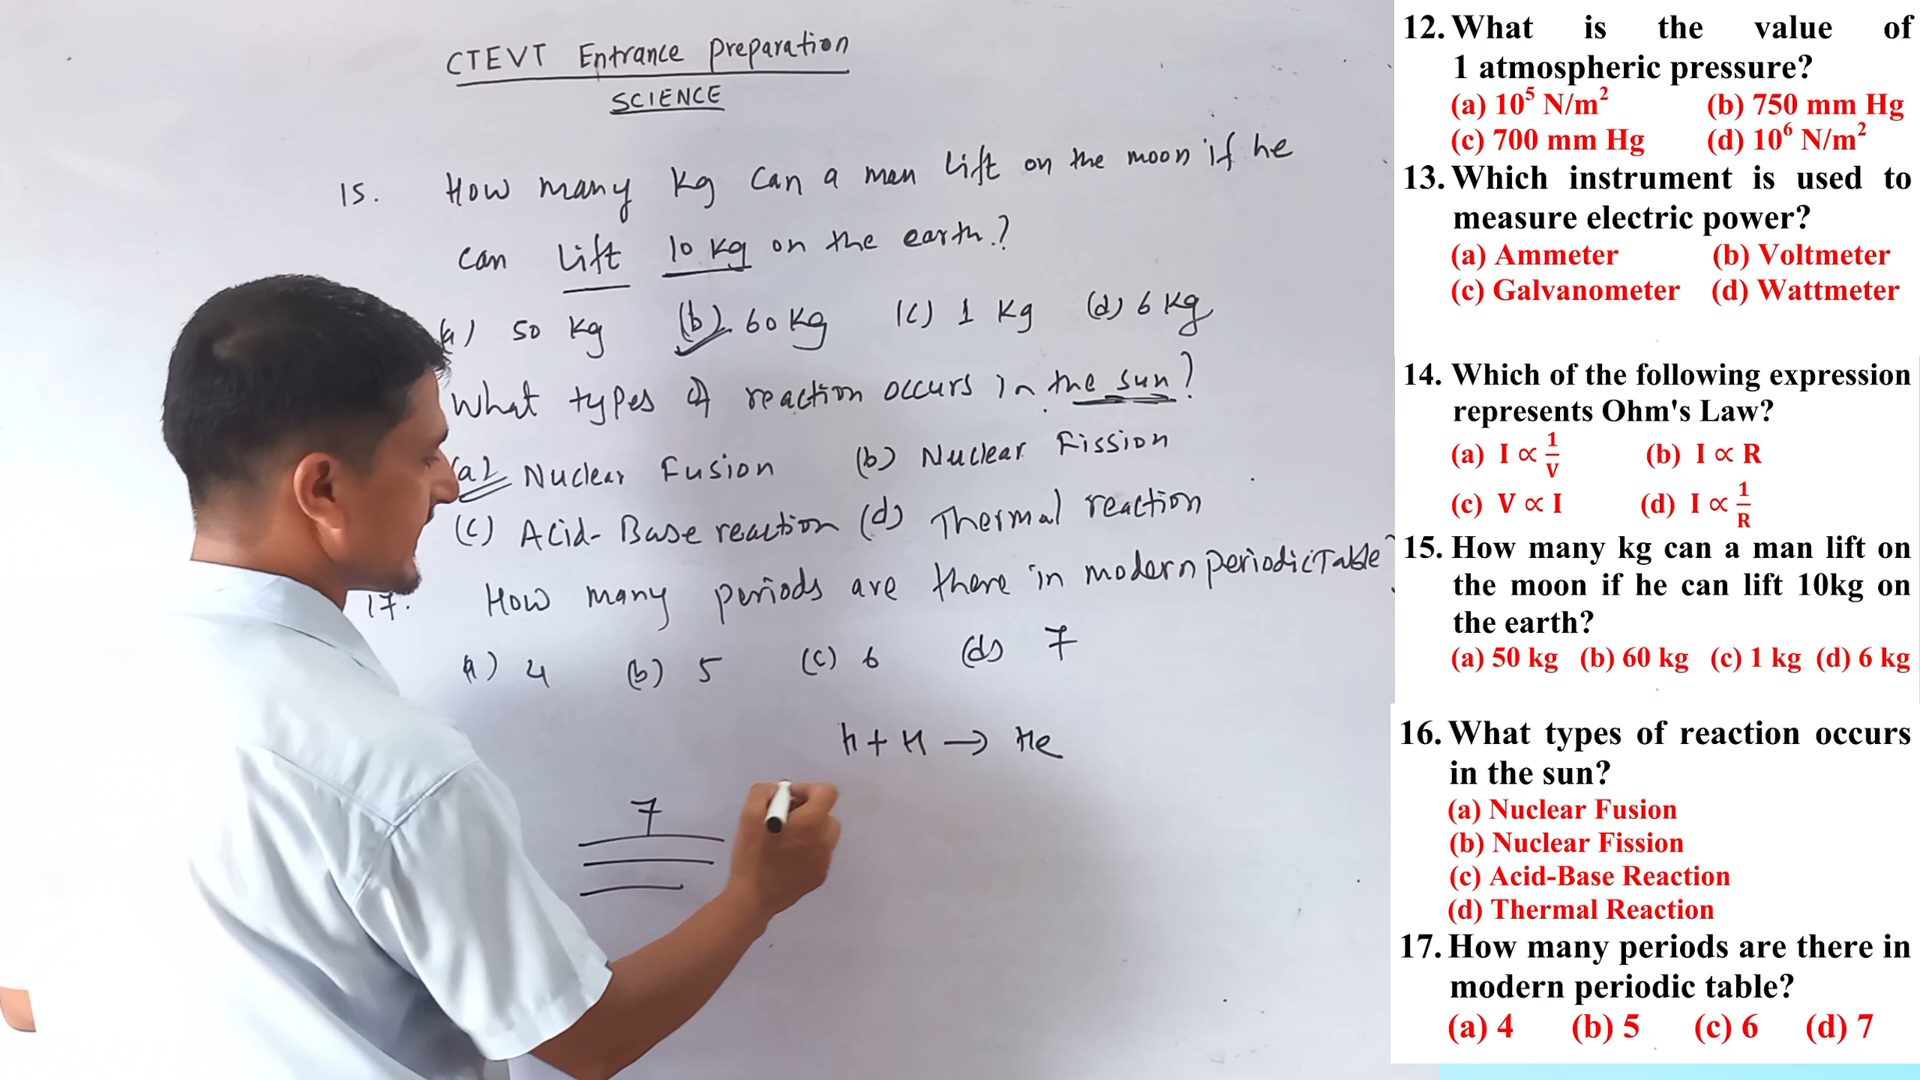 CTEVT Entrance preparation
SCIENCE
15. How many kg can a man lift on the moon if he
can lift 10 kg on the earth?
a) 50 kg (b) 60 kg (c) 1 kg (d) 6 kg
What types of reaction occurs in the sun?
(a) Nuclear Fusion (b) Nuclear Fission
(c) Acid-Base reaction (d) Thermal reaction
17. How many periods are there in modern periodic Table?
a) 4 (b) 5 (c) 6 (d) 7
h + H → He
7
12. What is the value of
1 atmospheric pressure?
(a) 10⁵ N/m² (b) 750 mm Hg
(c) 700 mm Hg (d) 10⁶ N/m²
13. Which instrument is used to
measure electric power?
(a) Ammeter (b) Voltmeter
(c) Galvanometer (d) Wattmeter
14. Which of the following expression
represents Ohm's Law?
(a) I ∝ 1/V (b) I ∝ R
(c) V ∝ I (d) I ∝ 1/R
15. How many kg can a man lift on
the moon if he can lift 10kg on
the earth?
(a) 50 kg (b) 60 kg (c) 1 kg (d) 6 kg
16. What types of reaction occurs
in the sun?
(a) Nuclear Fusion
(b) Nuclear Fission
(c) Acid-Base Reaction
(d) Thermal Reaction
17. How many periods are there in
modern periodic table?
(a) 4 (b) 5 (c) 6 (d) 7